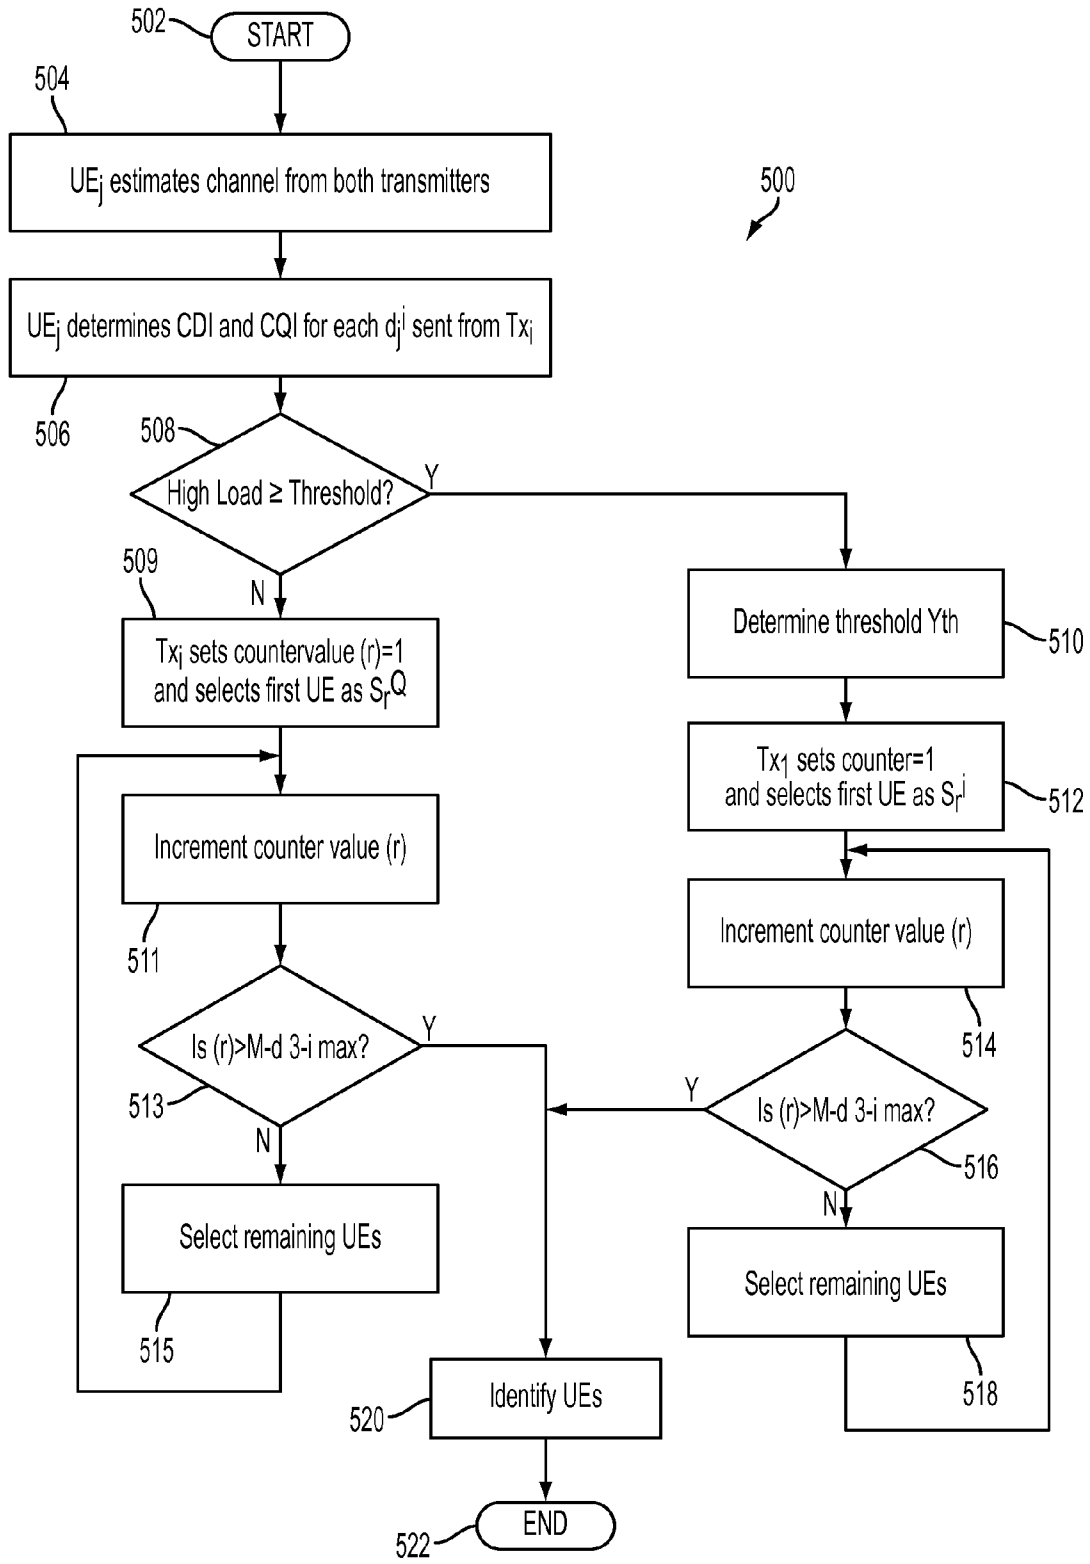 502
START
504
UEj estimates channel from both transmitters
500
UEj determines CDI and CQI for each dji sent from Txi
506
508
High Load ≥ Threshold?
Y
N
509
Txi sets countervalue (r)=1
and selects first UE as SrQ
Determine threshold Yth
510
Tx1 sets counter=1
and selects first UE as Sri
512
Increment counter value (r)
511
Increment counter value (r)
514
Is (r)>M-d 3-i max?
Y
513
N
Y
Is (r)>M-d 3-i max?
516
N
Select remaining UEs
515
Select remaining UEs
518
Identify UEs
520
END
522